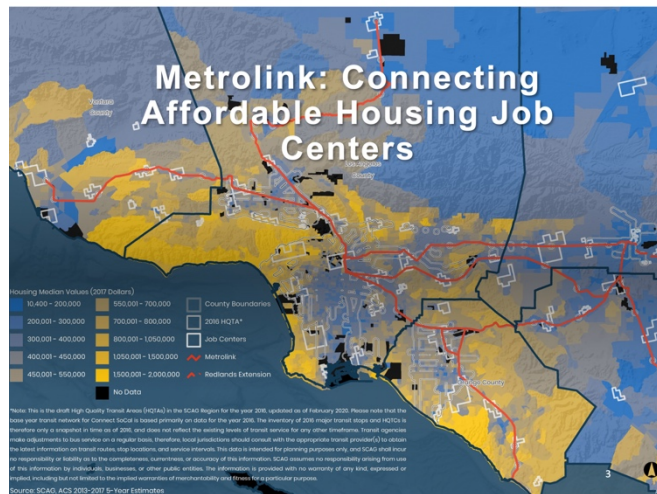 Metrolink: Connecting
Affordable Housing Job
Centers
Ventura
County
Los Angeles
County
Orange County
Housing Median Values (2017 Dollars)
10,400 - 200,000
200,001 - 300,000
300,001 - 400,000
400,001 - 450,000
450,001 - 550,000
550,001 - 700,000
700,001 - 800,000
800,001 - 1,050,000
1,050,001 - 1,500,000
1,500,001 - 2,000,000
No Data
County Boundaries
2016 HQTA*
Job Centers
Metrolink
Redlands Extension
*Note: This is the draft High Quality Transit Areas (HQTAs) in the SCAG Region for the year 2016, updated as of February 2020. Please note that the
base year transit network for Connect SoCal is based primarily on data for the year 2016. The inventory of 2016 major transit stops and HQTCs is
therefore only a snapshot in time as of 2016, and does not reflect the existing levels of transit service for any other timeframe. Transit agencies
make adjustments to bus service on a regular basis, therefore, local jurisdictions should consult with the appropriate transit provider(s) to obtain
the latest information on transit routes, stop locations, and service intervals. This data is intended for planning purposes only, and SCAG shall incur
no responsibility or liability as to the completeness, currentness, or accuracy of this information. SCAG assumes no responsibility arising from use
of this information by individuals, businesses, or other public entities. The information is provided with no warranty of any kind, expressed or
implied, including but not limited to the implied warranties of merchantability and fitness for a particular purpose.
Source: SCAG, ACS 2013-2017 5-Year Estimates
3